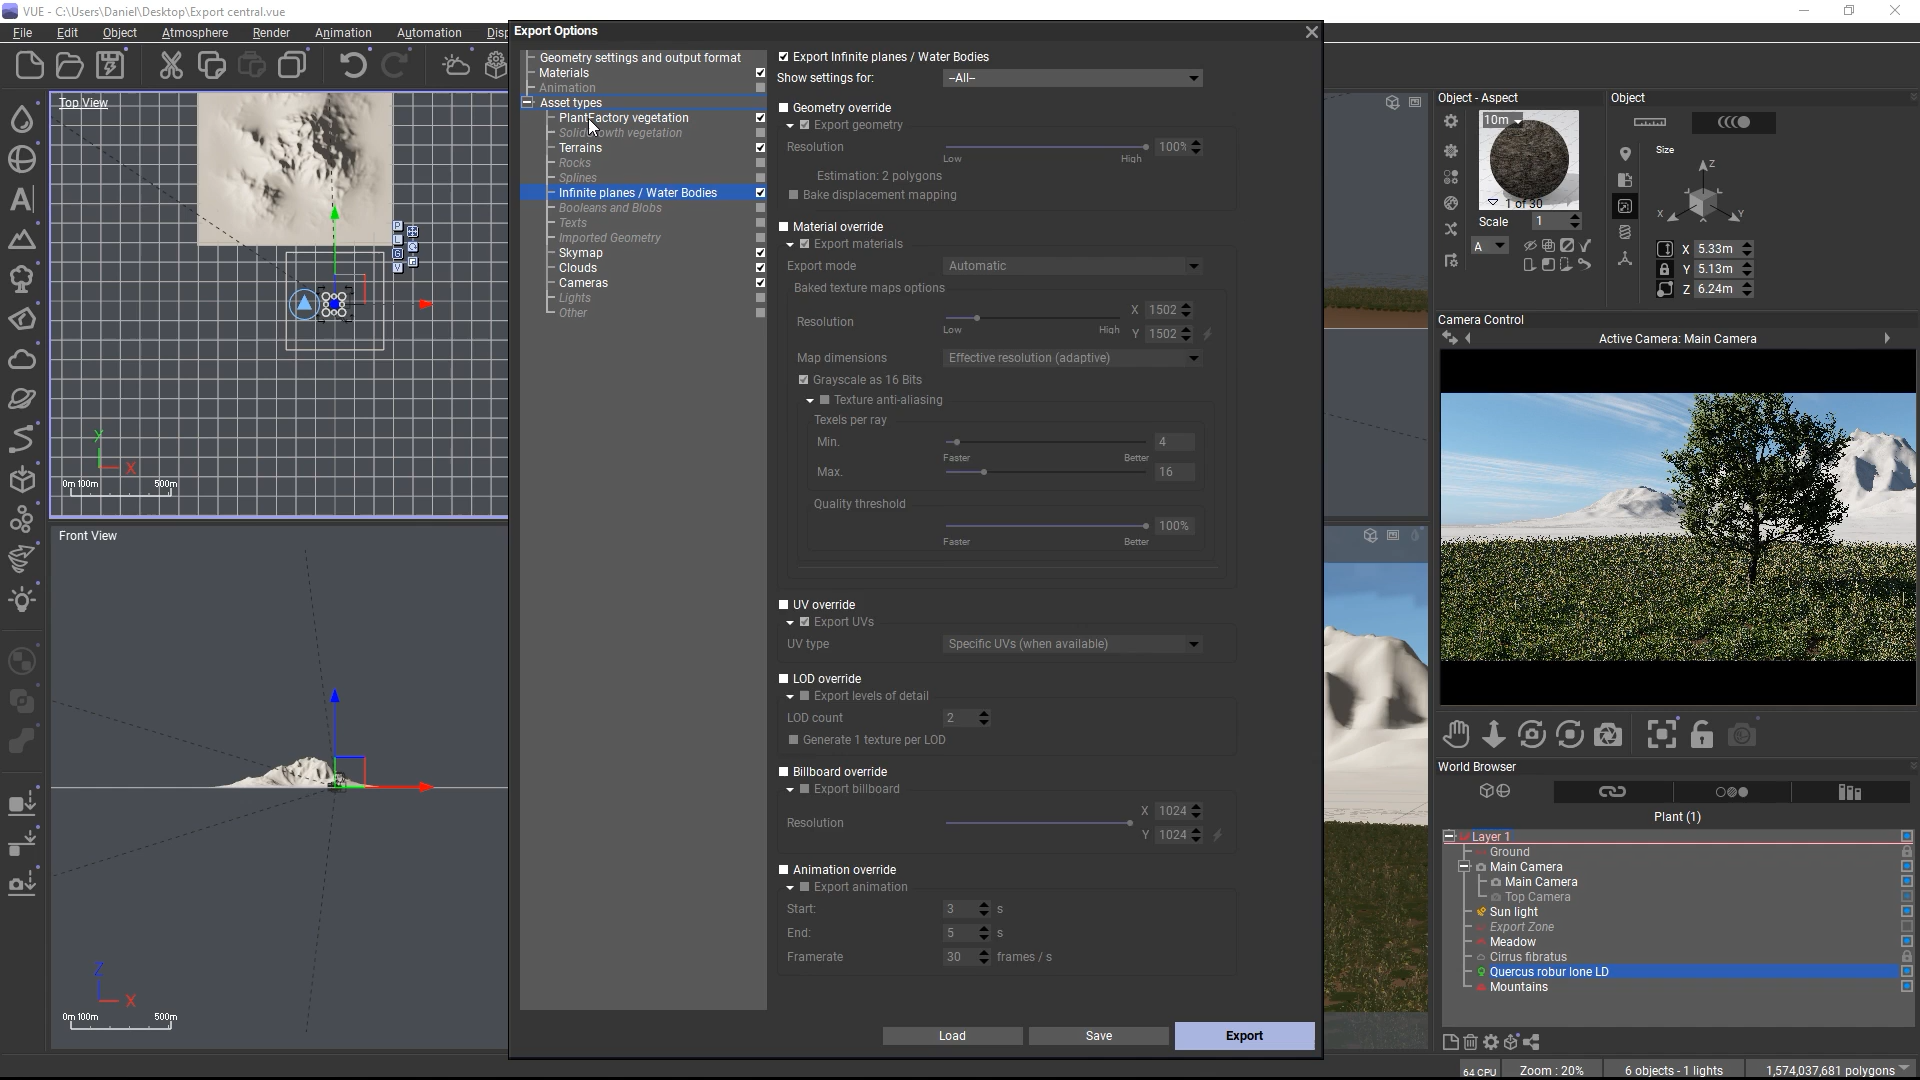 VUE - C:\Users\Daniel\Desktop\Export central.vue
File Edit Object Atmosphere Render Animation Automation
Export Options
Top View
0m 100m 500m
Y
X
Front View
0m 100m 500m
Z
X
Geometry settings and output format
Materials
Animation
Asset types
PlantFactory vegetation
Terrains
Rocks
Splines
Infinite planes / Water Bodies
Booleans and Blobs
Texts
Imported Geometry
Skymap
Clouds
Cameras
Lights
Other
Export Infinite planes / Water Bodies
Show settings for: –All–
Geometry override
Export geometry
Resolution 100%
Low High
Estimation: 2 polygons
Bake displacement mapping
Material override
Export materials
Export mode Automatic
Baked texture maps options
Resolution X 1502
Low High Y 1502
Map dimensions Effective resolution (adaptive)
Grayscale as 16 Bits
Texture anti-aliasing
Texels per ray
Min. 4
Faster Better
Max. 16
Quality threshold
100%
Faster Better
UV override
Export UVs
UV type Specific UVs (when available)
LOD override
Export levels of detail
LOD count 2
Generate 1 texture per LOD
Billboard override
Export billboard
Resolution X 1024
Y 1024
Animation override
Export animation
Start: 3 s
End: 5 s
Framerate 30 frames / s
Load Save Export
Object - Aspect
10m
1 of 30
Scale 1
A
Object
Size
Z
X Y
X 5.33m
Y 5.13m
Z 6.24m
Camera Control
Active Camera: Main Camera
World Browser
Plant (1)
Layer 1
Ground
Main Camera
Main Camera
Top Camera
Sun light
Export Zone
Meadow
Cirrus fibratus
Quercus robur lone LD
Mountains
64 CPU Zoom : 20% 6 objects - 1 lights 1,574,037,681 polygons